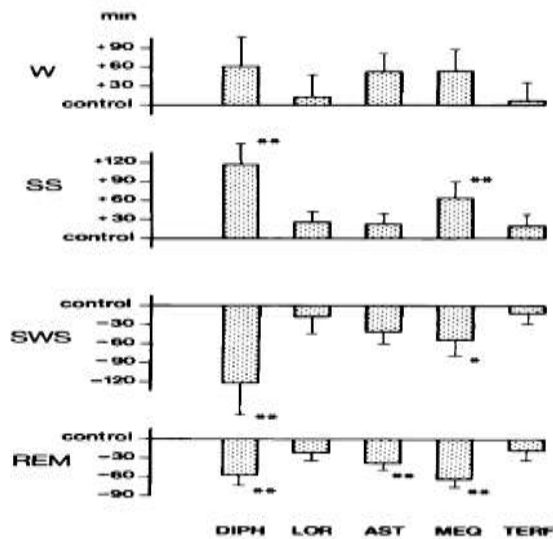 min
+90
W
+60
+30
control
**
+120
+90
**
SS
+60
+30
control
control
-30
SWS
-60
-90
*
-120
**
control
REM
-30
-60
**
-90
**
**
DIPH LOR AST MEQ TERF